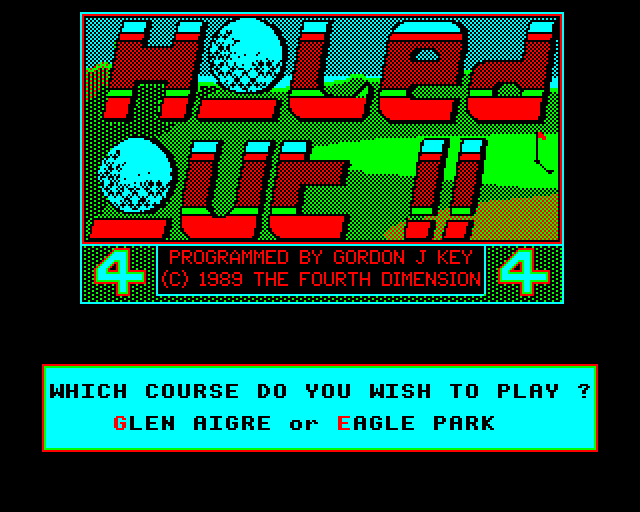 Holed
Out !!
4 PROGRAMMED BY GORDON J KEY 4
(C) 1989 THE FOURTH DIMENSION
WHICH COURSE DO YOU WISH TO PLAY ?
GLEN AIGRE or EAGLE PARK